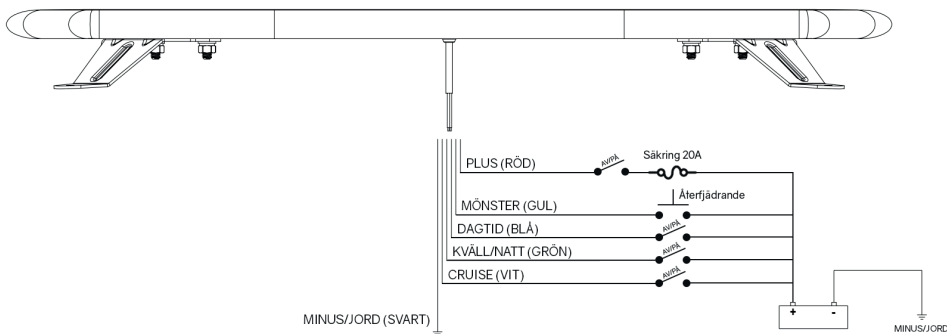 PLUS (RÖD)
AV/PÅ
Säkring 20A
Återfjädrande
MÖNSTER (GUL)
DAGTID (BLÅ)
AV/PÅ
KVÄLL/NATT (GRÖN)
AV/PÅ
CRUISE (VIT)
AV/PÅ
MINUS/JORD (SVART)
+ -
MINUS/JORD